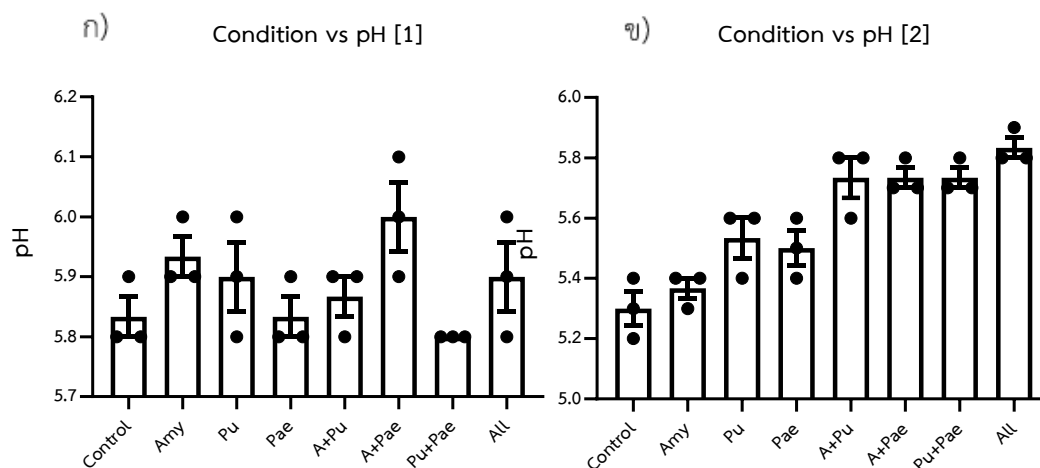 ก)
Condition vs pH [1]
6.2
6.1
6.0
5.9
5.8
5.7
pH
Control
Amy
Pu
Pae
A+Pu
A+Pae
Pu+Pae
All
ข)
Condition vs pH [2]
6.0
5.8
5.6
5.4
5.2
5.0
pH
Control
Amy
Pu
Pae
A+Pu
A+Pae
Pu+Pae
All